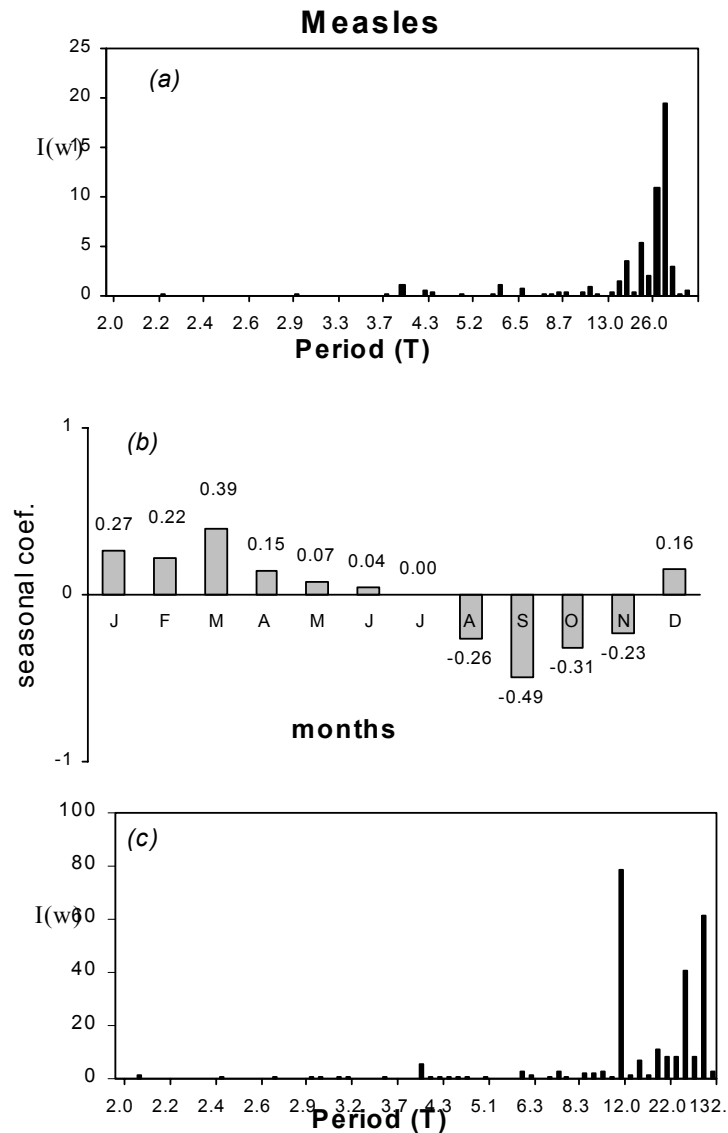 Measles
(a)
25
20
15
10
5
0
I(w)
2.0 2.2 2.4 2.6 2.9 3.3 3.7 4.3 5.2 6.5 8.7 13.0 26.0
Period (T)
(b)
1
0
-1
seasonal coef.
0.27 0.22 0.39 0.15 0.07 0.04 0.00 0.16
J F M A M J J A S O N D
-0.26 -0.49 -0.31 -0.23
months
(c)
100
80
60
40
20
0
I(w)
2.0 2.2 2.4 2.6 2.9 3.2 3.7 4.3 5.1 6.3 8.3 12.0 22.0 132.
Period (T)